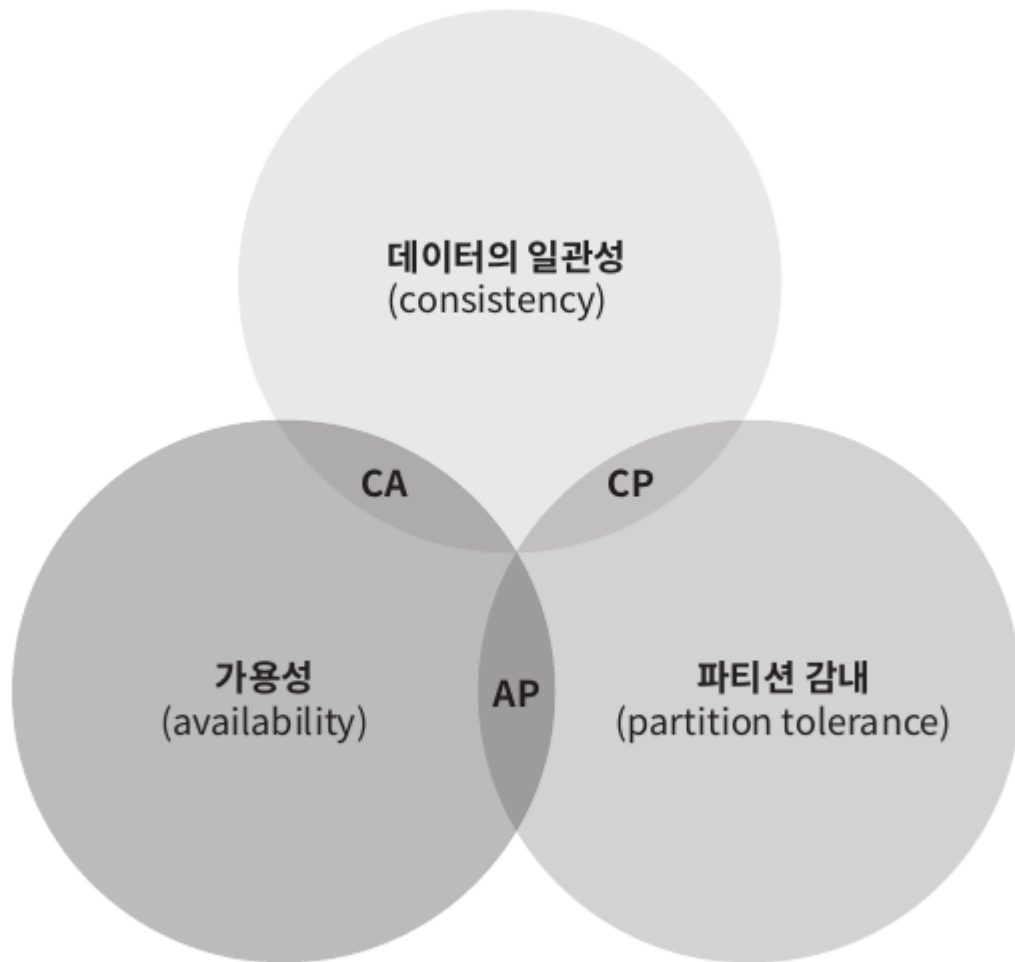 데이터의 일관성
(consistency)
CA
CP
가용성
(availability)
AP
파티션 감내
(partition tolerance)